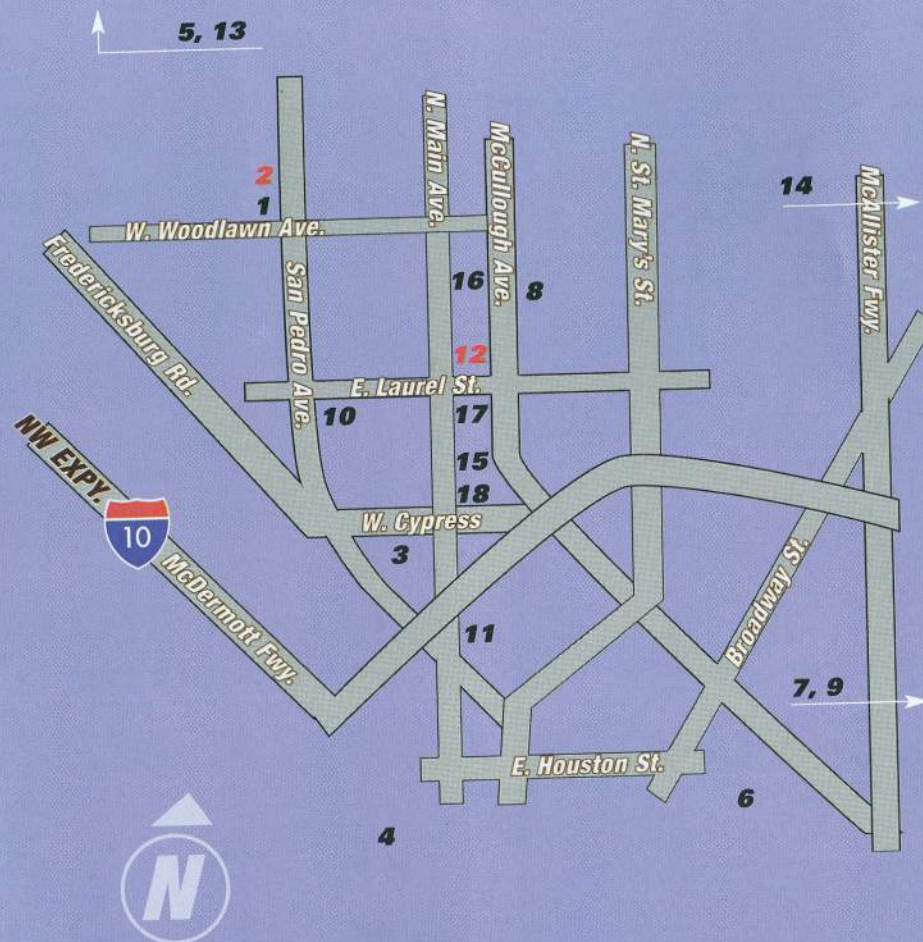 5, 13
N. Main Ave.
McCullough Ave.
N. St. Mary's St.
McAllister Fwy.
2
1
14
W. Woodlawn Ave.
Fredericksburg Rd.
San Pedro Ave.
16
8
12
E. Laurel St.
10
17
NW EXPY.
15
18
10
W. Cypress
3
McDermott Fwy.
Broadway St.
11
7, 9
E. Houston St.
6
4
N